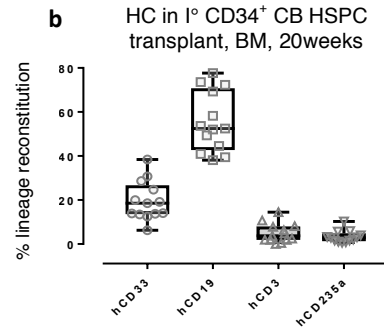 b
HC in I° CD34⁺ CB HSPC
transplant, BM, 20weeks
% lineage reconstitution
80
60
40
20
0
hCD33
hCD19
hCD3
hCD235a